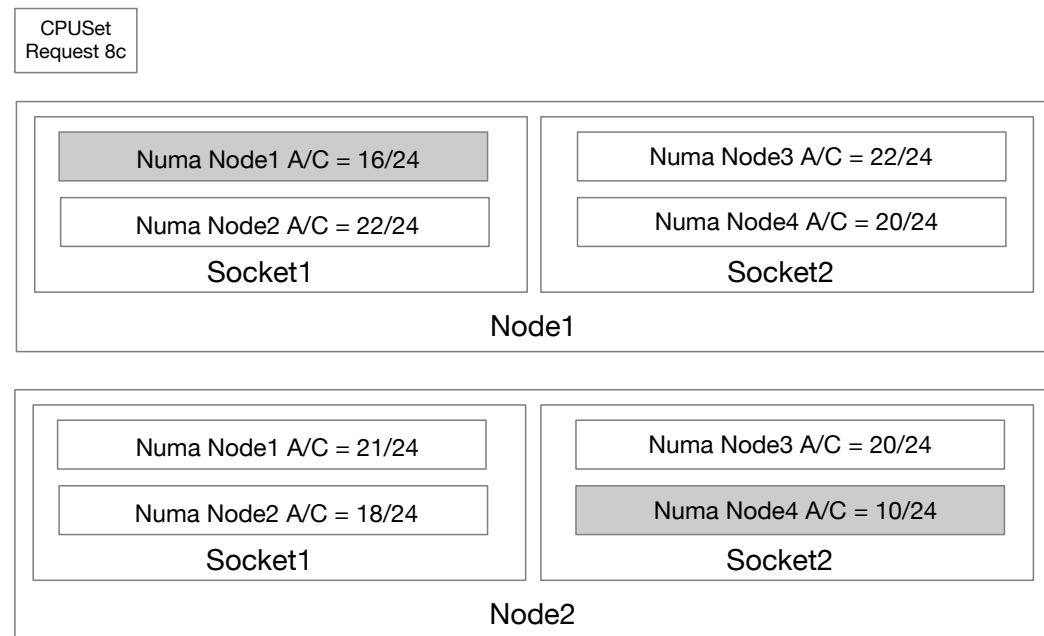 CPUSet
Request 8c
Numa Node1 A/C = 16/24
Numa Node2 A/C = 22/24
Socket1
Numa Node3 A/C = 22/24
Numa Node4 A/C = 20/24
Socket2
Node1
Numa Node1 A/C = 21/24
Numa Node2 A/C = 18/24
Socket1
Numa Node3 A/C = 20/24
Numa Node4 A/C = 10/24
Socket2
Node2